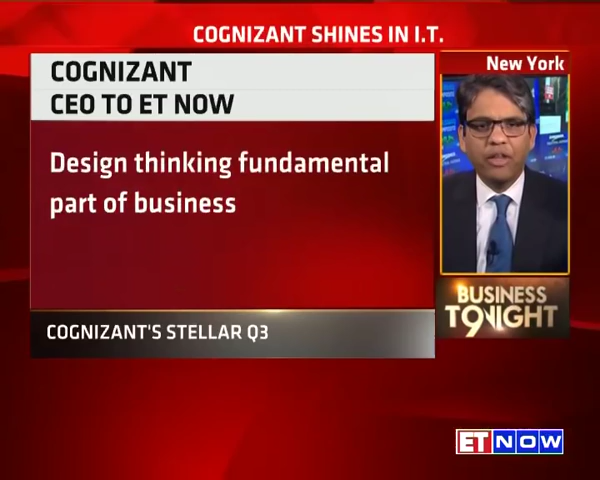 COGNIZANT SHINES IN I.T.
COGNIZANT
CEO TO ET NOW
New York
Design thinking fundamental
part of business
BUSINESS
T9NIGHT
COGNIZANT'S STELLAR Q3
ET NOW